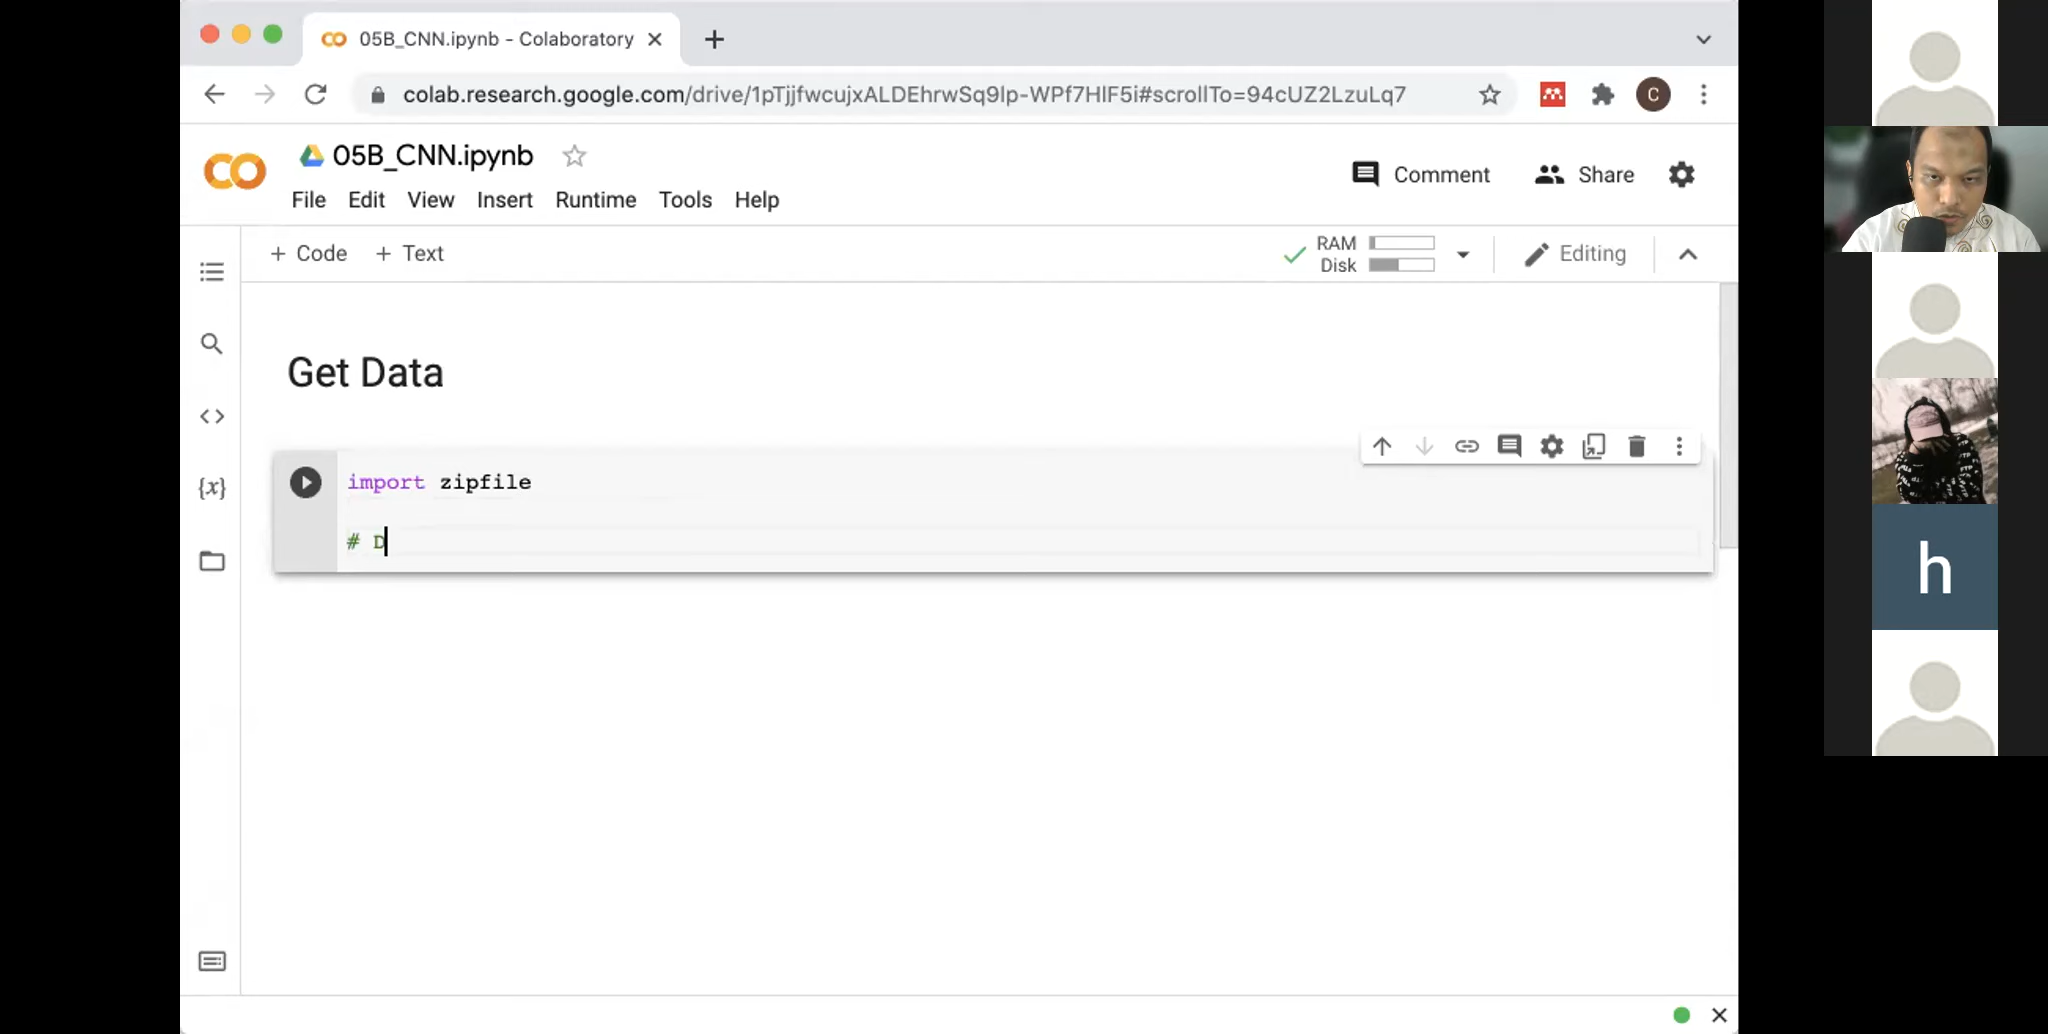 05B_CNN.ipynb - Colaboratory
colab.research.google.com/drive/1pTjjfwcujxALDEhrwSq9Ip-WPf7HIF5i#scrollTo=94cUZ2LzuLq7
C
05B_CNN.ipynb
Comment
Share
File Edit View Insert Runtime Tools Help
+ Code + Text
RAM
Disk
Editing
Get Data
{x}
import zipfile
# D
h